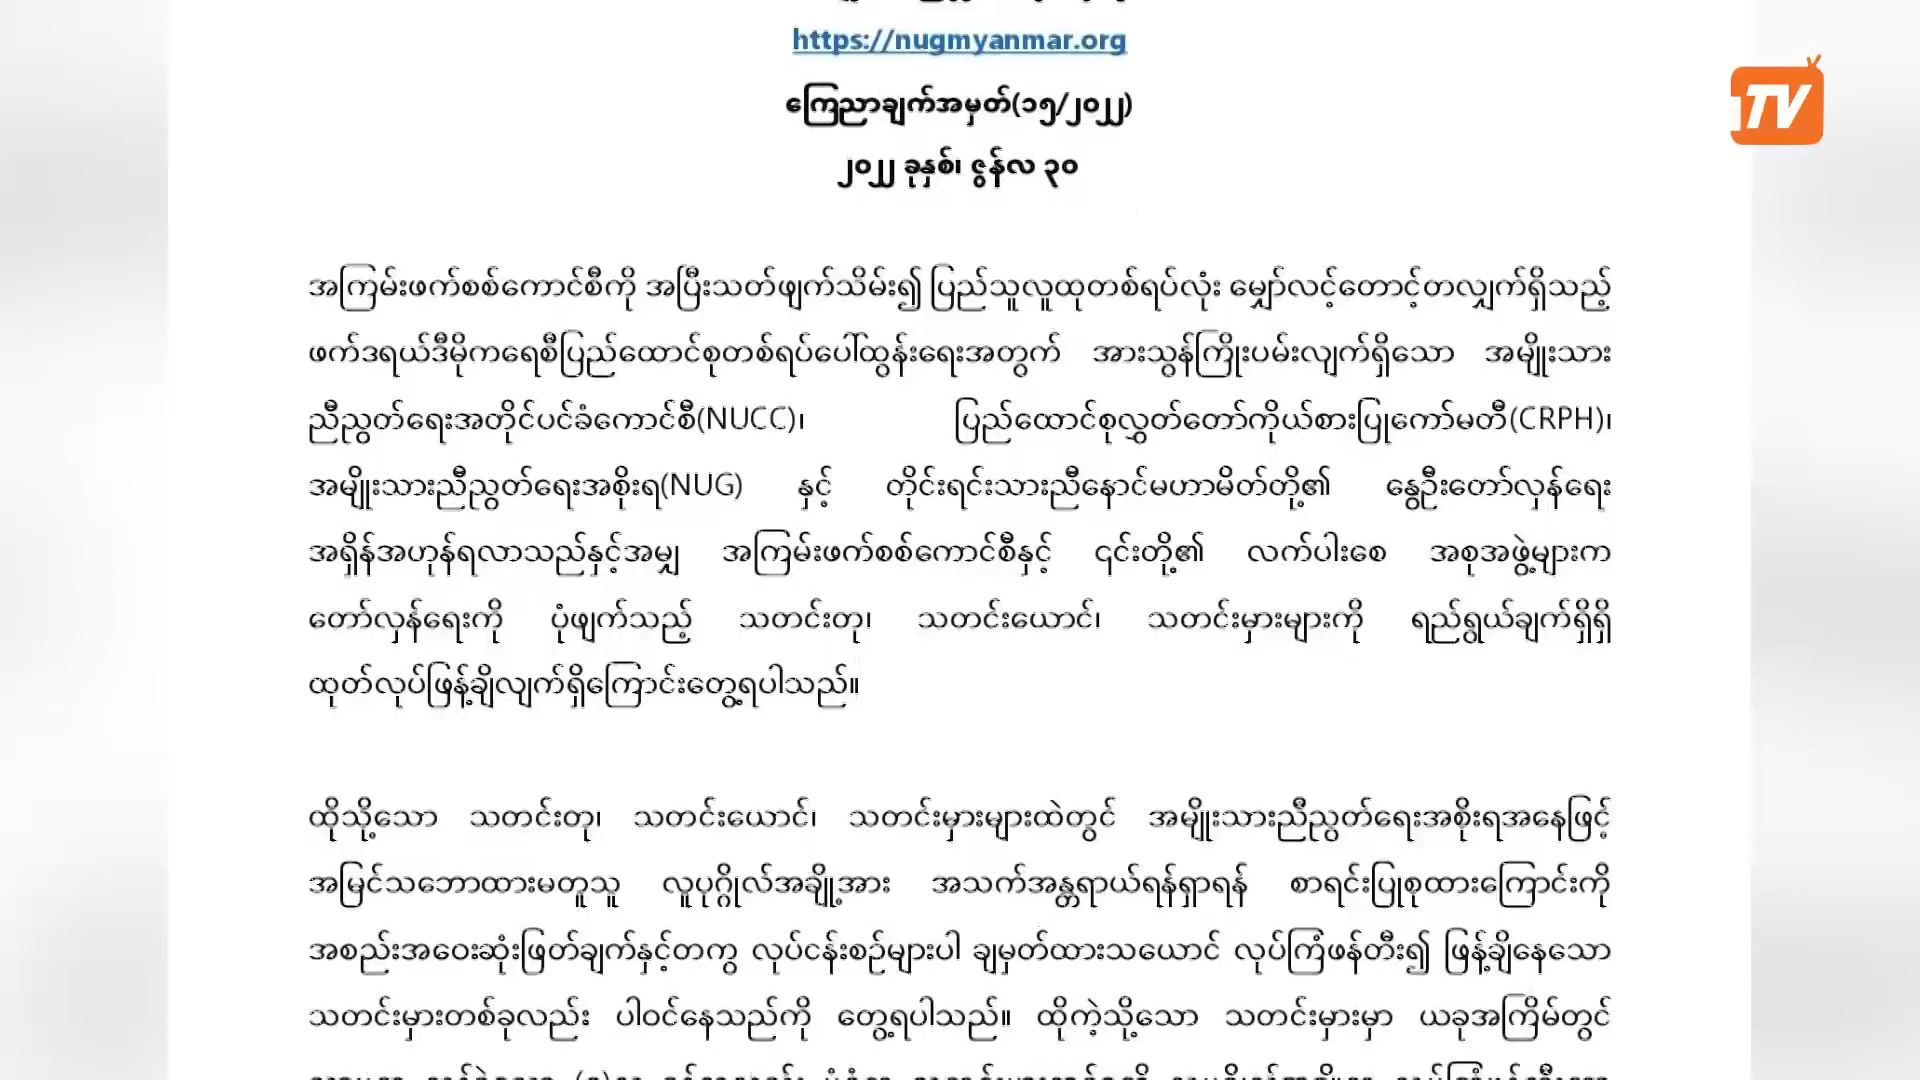 https://nugmyanmar.org
ကြေညာချက်အမှတ်(၁၅/၂၀၂၂)
၂၀၂၂ ခုနှစ်၊ ဇွန်လ ၃၀
TV
အကြမ်းဖက်စစ်ကောင်စီကို အပြီးသတ်ဖျက်သိမ်း၍ ပြည်သူလူထုတစ်ရပ်လုံး မျှော်လင့်တောင့်တလျှက်ရှိသည့်
ဖက်ဒရယ်ဒီမိုကရေစီပြည်ထောင်စုတစ်ရပ်ပေါ်ထွန်းရေးအတွက် အားသွန်ကြိုးပမ်းလျက်ရှိသော အမျိုးသား
ညီညွတ်ရေးအတိုင်ပင်ခံကောင်စီ(NUCC)၊ ပြည်ထောင်စုလွှတ်တော်ကိုယ်စားပြုကော်မတီ(CRPH)၊
အမျိုးသားညီညွတ်ရေးအစိုးရ(NUG) နှင့် တိုင်းရင်းသားညီနောင်မဟာမိတ်တို့၏ နွေဦးတော်လှန်ရေး
အရှိန်အဟုန်ရလာသည်နှင့်အမျှ အကြမ်းဖက်စစ်ကောင်စီနှင့် ၎င်းတို့၏ လက်ပါးစေ အစုအဖွဲ့များက
တော်လှန်ရေးကို ပုံဖျက်သည့် သတင်းတု၊ သတင်းယောင်၊ သတင်းမှားများကို ရည်ရွယ်ချက်ရှိရှိ
ထုတ်လုပ်ဖြန့်ချိလျက်ရှိကြောင်းတွေ့ရပါသည်။
ထိုသို့သော သတင်းတု၊ သတင်းယောင်၊ သတင်းမှားများထဲတွင် အမျိုးသားညီညွတ်ရေးအစိုးရအနေဖြင့်
အမြင်သဘောထားမတူသူ လူပုဂ္ဂိုလ်အချို့အား အသက်အန္တရာယ်ရန်ရှာရန် စာရင်းပြုစုထားကြောင်းကို
အစည်းအဝေးဆုံးဖြတ်ချက်နှင့်တကွ လုပ်ငန်းစဉ်များပါ ချမှတ်ထားသယောင် လုပ်ကြံဖန်တီး၍ ဖြန့်ချိနေသော
သတင်းမှားတစ်ခုလည်း ပါဝင်နေသည်ကို တွေ့ရပါသည်။ ထိုကဲ့သို့သော သတင်းမှားမှာ ယခုအကြိမ်တွင်